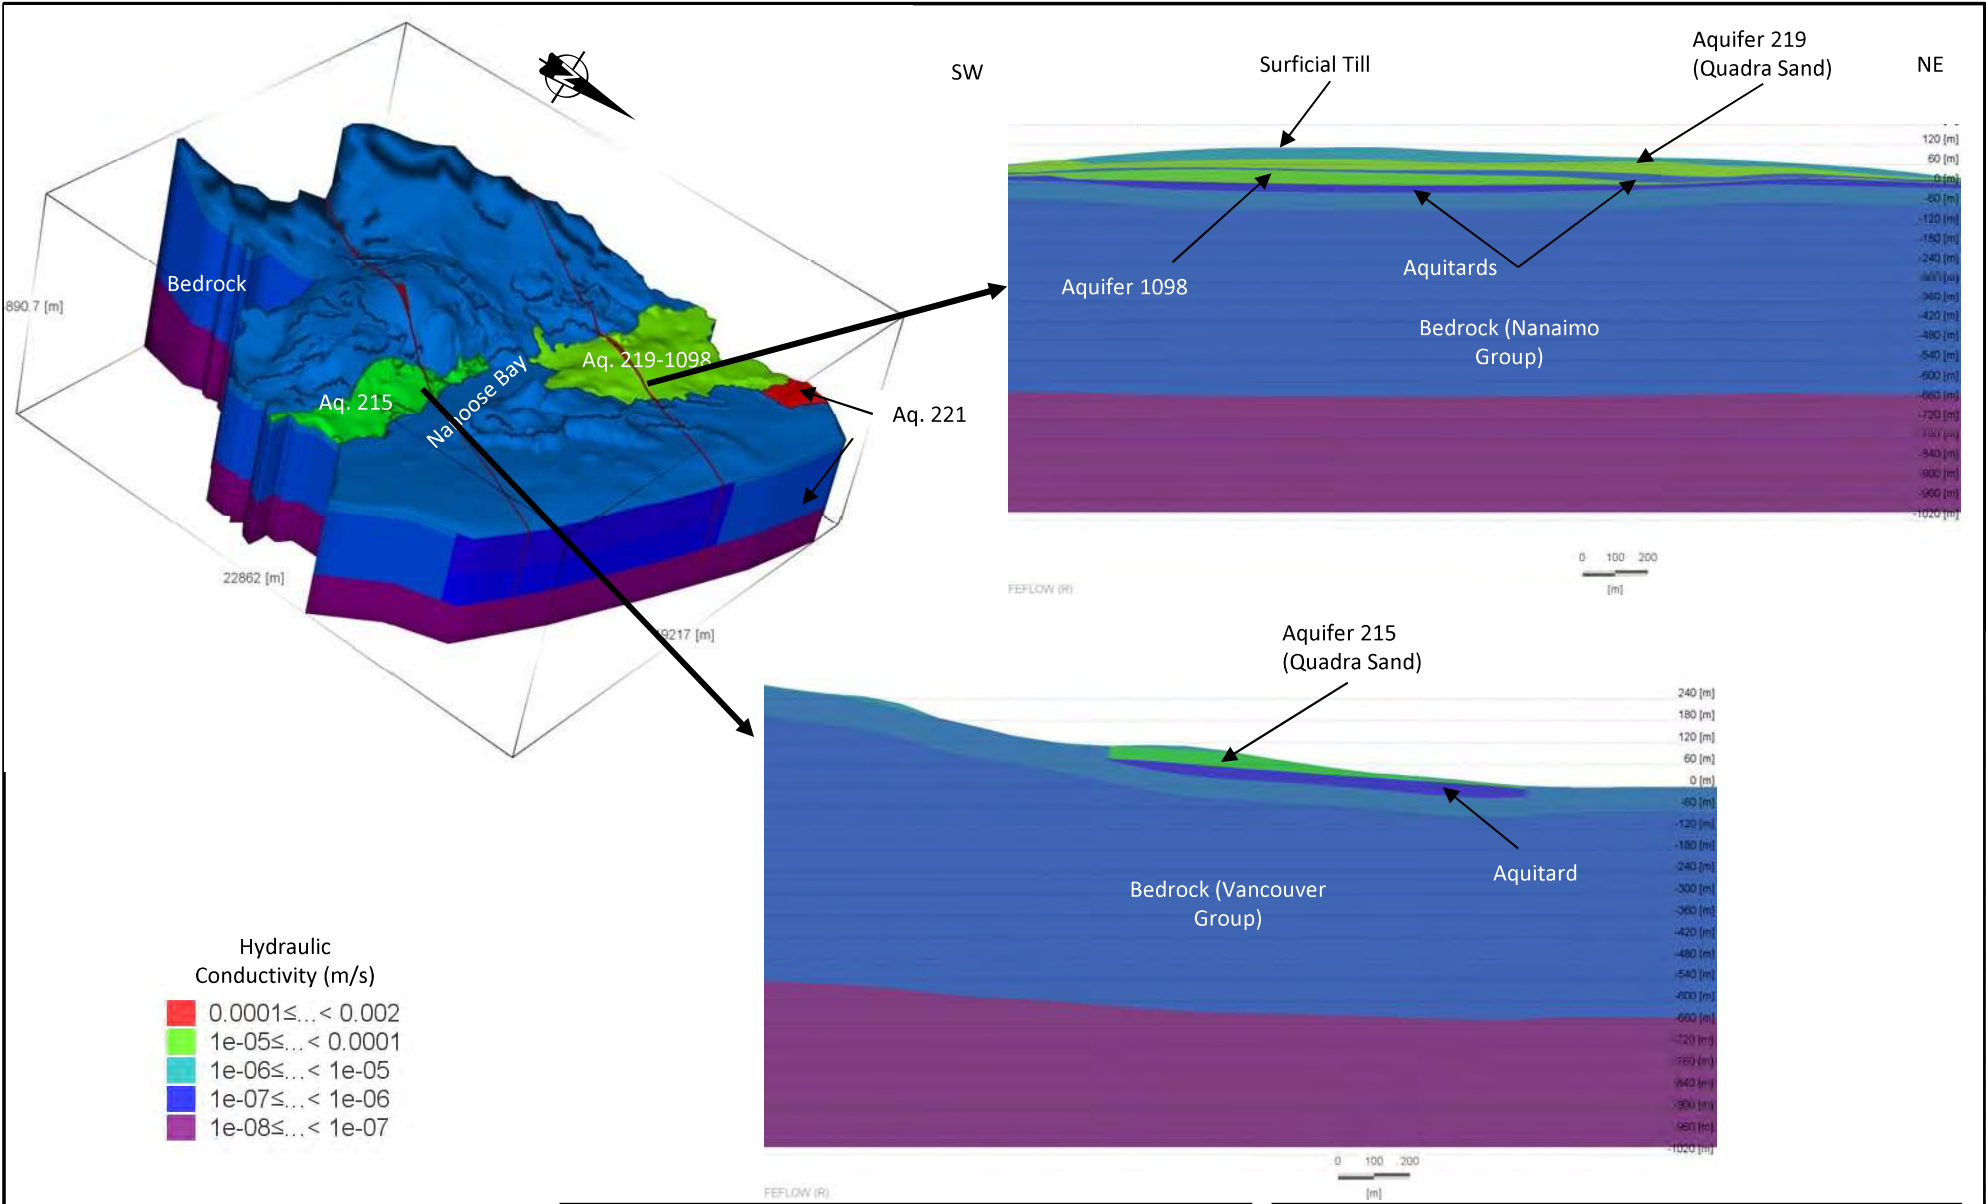 SW
Surficial Till
Aquifer 219
(Quadra Sand)
NE
N
120 [m]
60 [m]
0 [m]
-60 [m]
-120 [m]
-180 [m]
-240 [m]
-360 [m]
-420 [m]
-480 [m]
-540 [m]
-600 [m]
-660 [m]
-720 [m]
-840 [m]
-900 [m]
-960 [m]
-1020 [m]
Aquifer 1098
Aquitards
Bedrock (Nanaimo
Group)
0 100 200
[m]
FEFLOW (R)
Bedrock
890.7 [m]
Aq. 215
Nanoose Bay
Aq. 219-1098
Aq. 221
22862 [m]
9217 [m]
Aquifer 215
(Quadra Sand)
240 [m]
180 [m]
120 [m]
60 [m]
0 [m]
-60 [m]
-120 [m]
-180 [m]
-240 [m]
-300 [m]
-360 [m]
-420 [m]
-480 [m]
-540 [m]
-600 [m]
-660 [m]
-720 [m]
-780 [m]
-840 [m]
-900 [m]
-960 [m]
-1020 [m]
Aquitard
Bedrock (Vancouver
Group)
0 100 200
[m]
FEFLOW (R)
Hydraulic
Conductivity (m/s)
0.0001≤...< 0.002
1e-05≤...< 0.0001
1e-06≤...< 1e-05
1e-07≤...< 1e-06
1e-08≤...< 1e-07